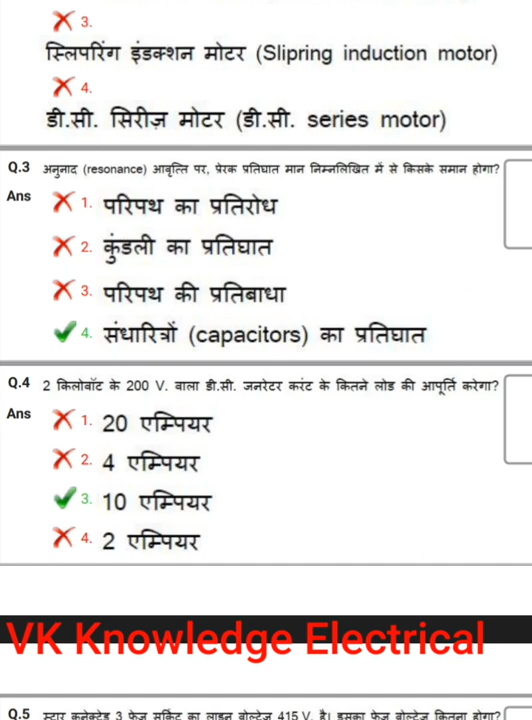 3.
स्लिपरिंग इंडक्शन मोटर (Slipring induction motor)
4.
डी.सी. सिरीज़ मोटर (डी.सी. series motor)
Q.3 अनुनाद (resonance) आवृत्ति पर, प्रेरक प्रतिघात मान निम्नलिखित में से किसके समान होगा?
Ans 1. परिपथ का प्रतिरोध
2. कुंडली का प्रतिघात
3. परिपथ की प्रतिबाधा
4. संधारित्रों (capacitors) का प्रतिघात
Q.4 2 किलोवॉट के 200 V. वाला डी.सी. जनरेटर करंट के कितने लोड की आपूर्ति करेगा?
Ans 1. 20 एम्पियर
2. 4 एम्पियर
3. 10 एम्पियर
4. 2 एम्पियर
VK Knowledge Electrical
Q.5 स्टार कनेक्टेड 3 फेज़ सर्किट का लाइन वोल्टेज 415 V. है। इसका फेज़ वोल्टेज कितना होगा?